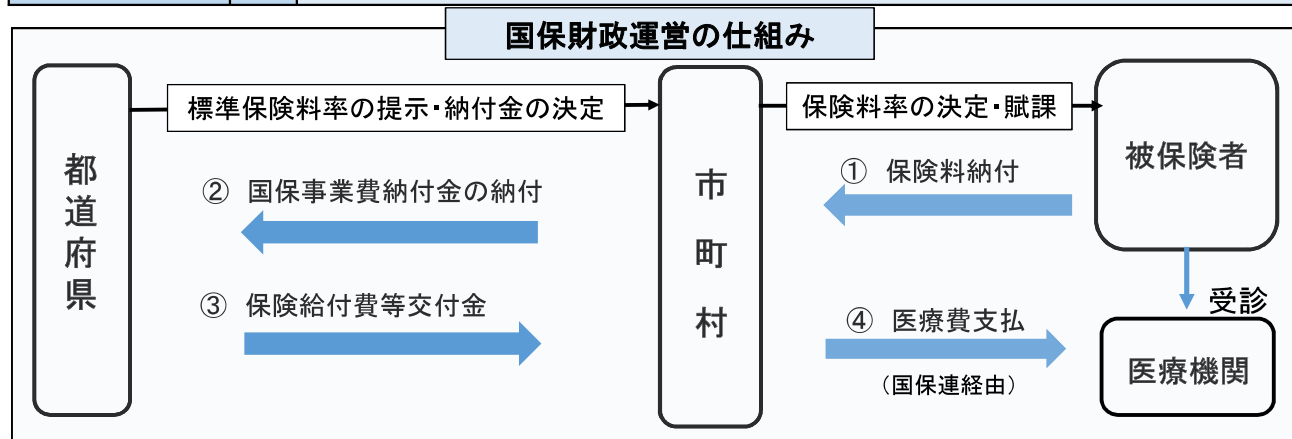 国保財政運営の仕組み
都道府県
標準保険料率の提示・納付金の決定
② 国保事業費納付金の納付
③ 保険給付費等交付金
市町村
保険料率の決定・賦課
① 保険料納付
④ 医療費支払
（国保連経由）
被保険者
受診
医療機関